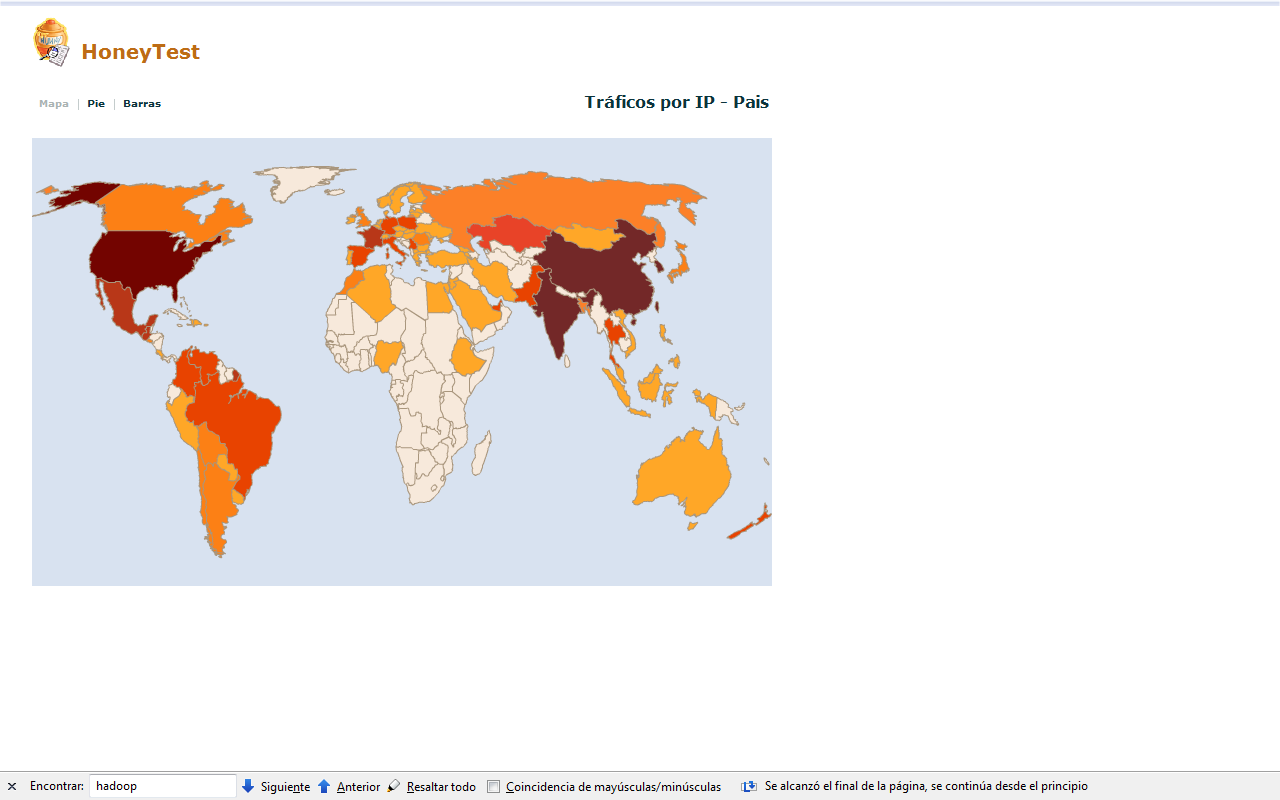 HoneyTest
Mapa | Pie | Barras
Tráficos por IP - Pais
Encontrar: hadoop Siguiente Anterior Resaltar todo Coincidencia de mayúsculas/minúsculas Se alcanzó el final de la página, se continúa desde el principio